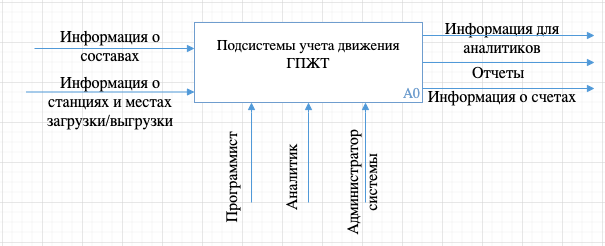 Информация о
составах
Информация о
станциях и местах
загрузки/выгрузки
Подсистемы учета движения
ГПЖТ
A0
Информация для
аналитиков
Отчеты
Информация о счетах
Программист
Аналитик
Администратор
системы